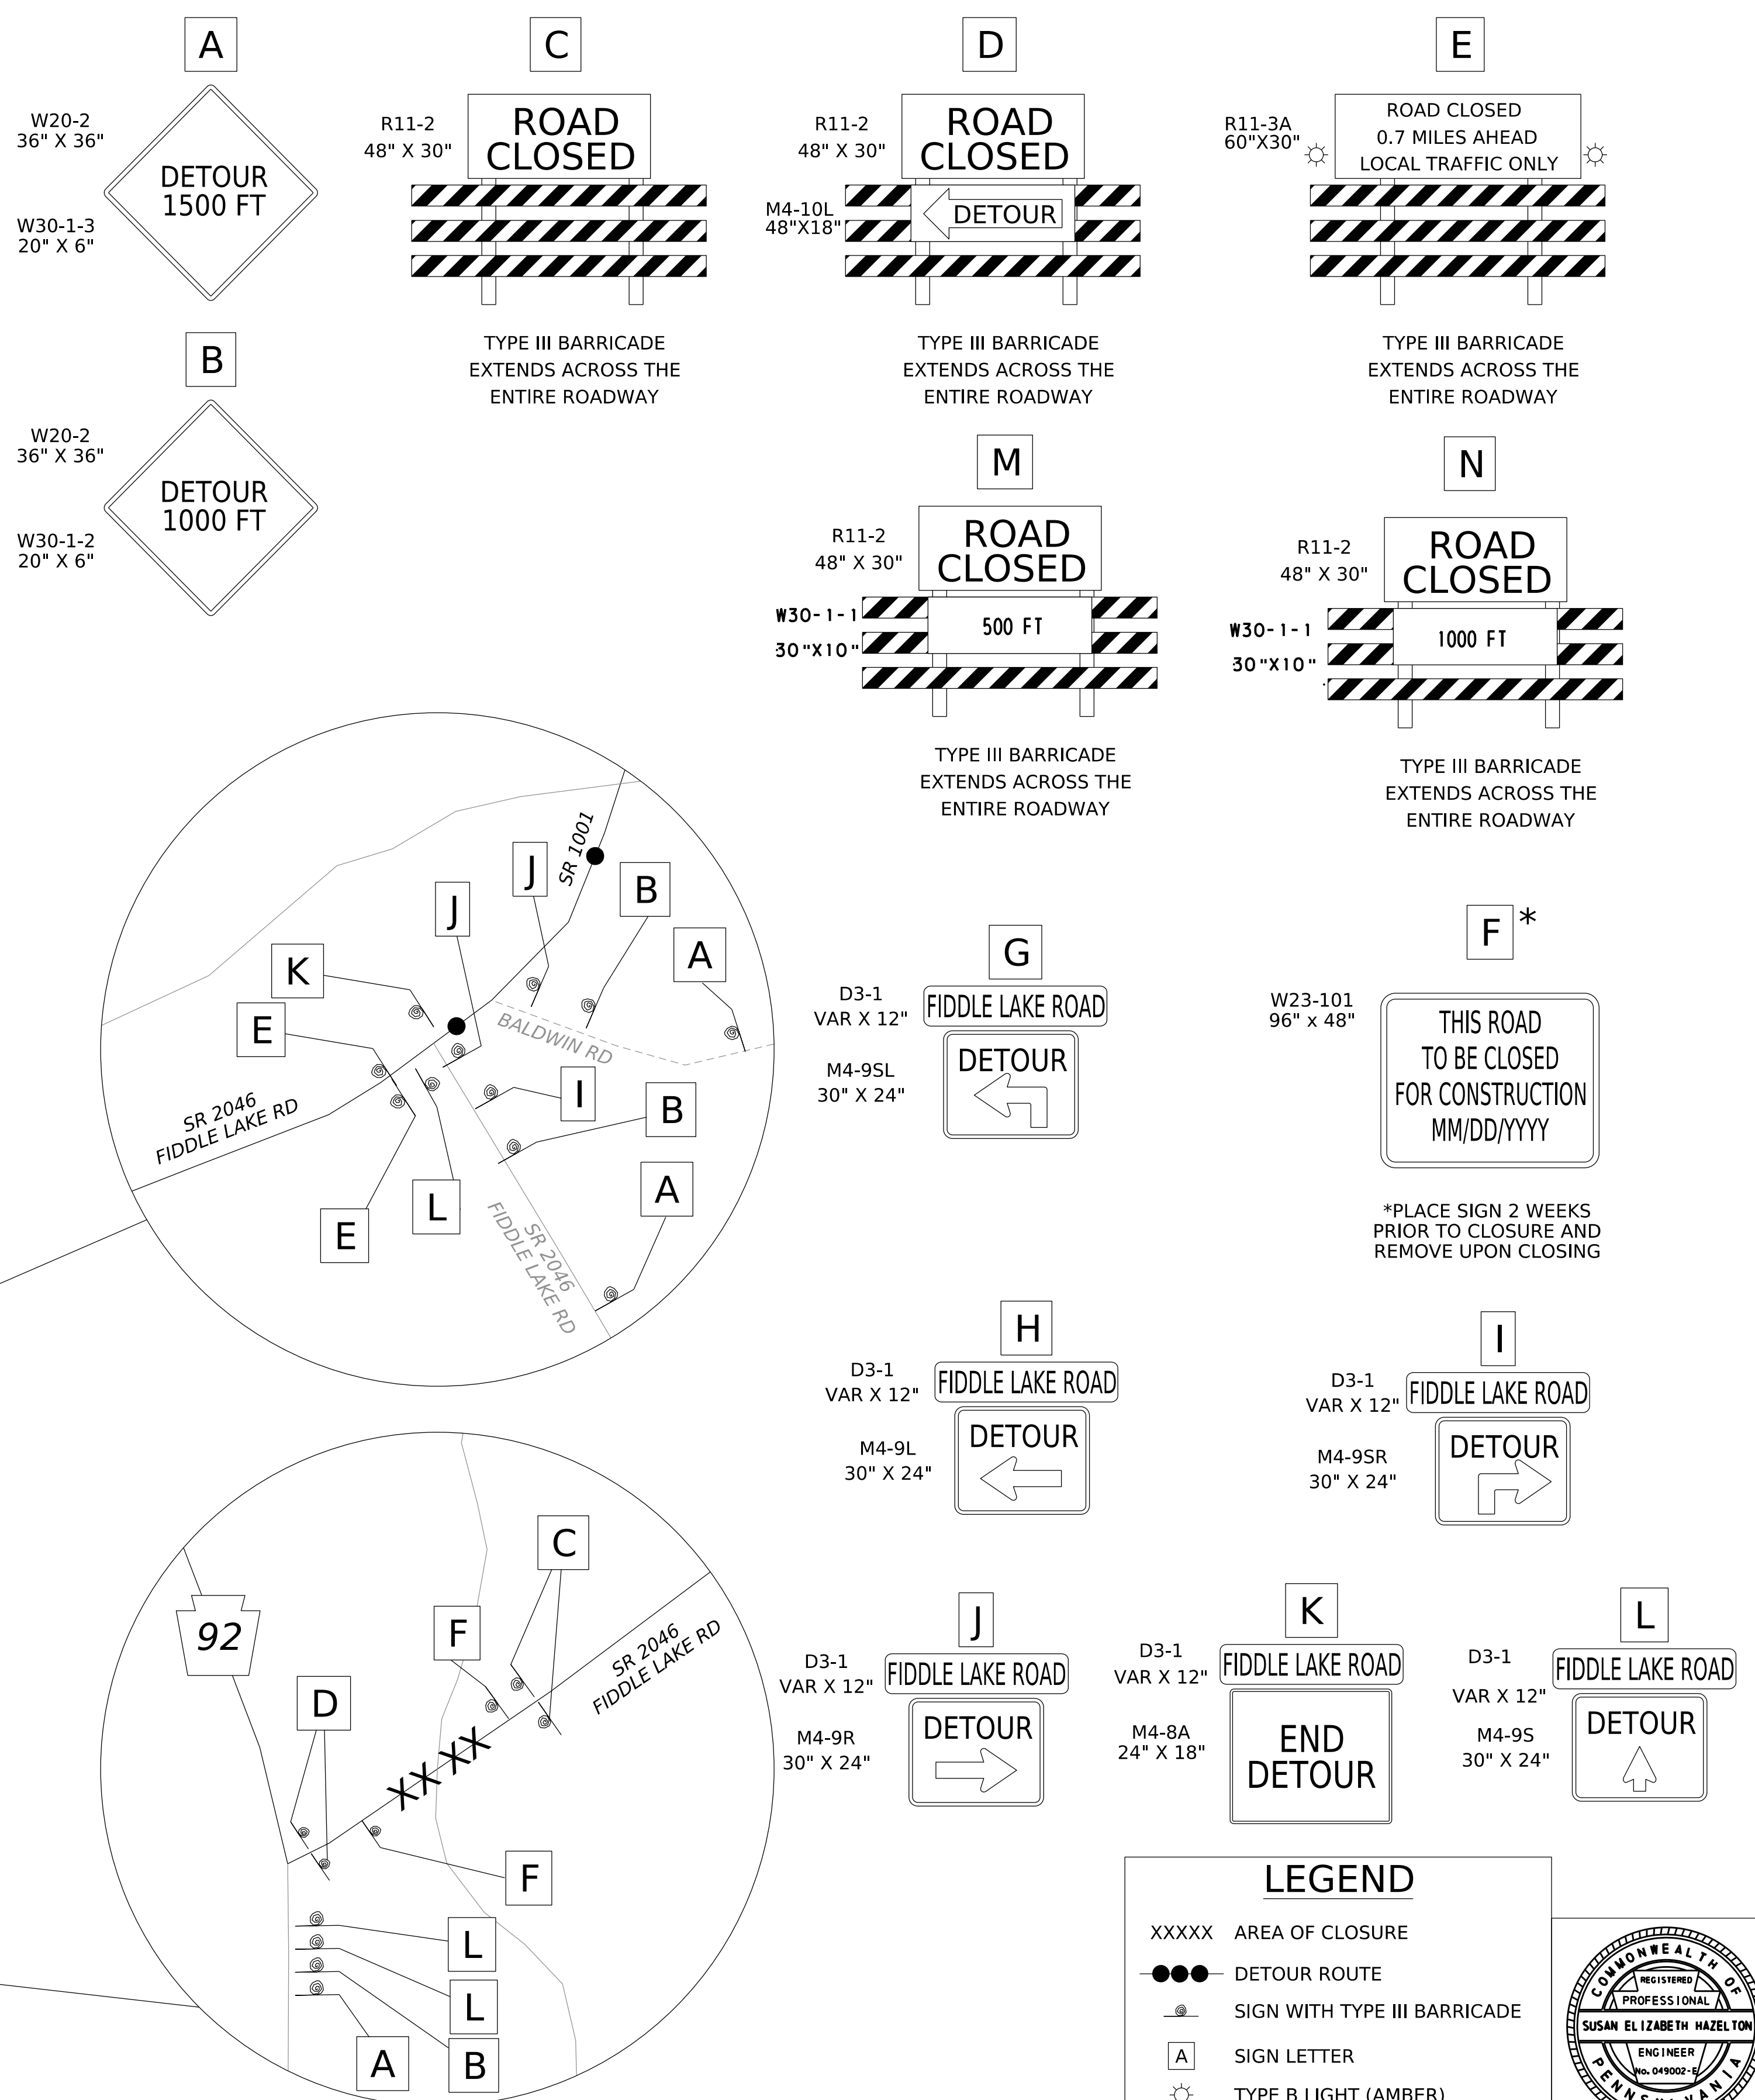 A
W20-2
36" X 36"
DETOUR
1500 FT
W30-1-3
20" X 6"
C
R11-2
48" X 30"
ROAD
CLOSED
TYPE III BARRICADE
EXTENDS ACROSS THE
ENTIRE ROADWAY
D
R11-2
48" X 30"
ROAD
CLOSED
M4-10L
48"X18"
DETOUR
TYPE III BARRICADE
EXTENDS ACROSS THE
ENTIRE ROADWAY
E
R11-3A
60"X30"
ROAD CLOSED
0.7 MILES AHEAD
LOCAL TRAFFIC ONLY
TYPE III BARRICADE
EXTENDS ACROSS THE
ENTIRE ROADWAY
B
W20-2
36" X 36"
DETOUR
1000 FT
W30-1-2
20" X 6"
M
R11-2
48" X 30"
ROAD
CLOSED
W30-1-1
30"X10"
500 FT
TYPE III BARRICADE
EXTENDS ACROSS THE
ENTIRE ROADWAY
N
R11-2
48" X 30"
ROAD
CLOSED
W30-1-1
30"X10"
1000 FT
TYPE III BARRICADE
EXTENDS ACROSS THE
ENTIRE ROADWAY
SR 1001
J
J
B
A
K
E
BALDWIN RD
I
B
SR 2046
FIDDLE LAKE RD
A
L
E
SR 2046
FIDDLE LAKE RD
G
D3-1
VAR X 12"
FIDDLE LAKE ROAD
M4-9SL
30" X 24"
DETOUR
F*
W23-101
96" x 48"
THIS ROAD
TO BE CLOSED
FOR CONSTRUCTION
MM/DD/YYYY
*PLACE SIGN 2 WEEKS
PRIOR TO CLOSURE AND
REMOVE UPON CLOSING
H
D3-1
VAR X 12"
FIDDLE LAKE ROAD
M4-9L
30" X 24"
DETOUR
I
D3-1
VAR X 12"
FIDDLE LAKE ROAD
M4-9SR
30" X 24"
DETOUR
C
F
92
SR 2046
FIDDLE LAKE RD
D
XX XX
F
L
L
A
B
J
D3-1
VAR X 12"
FIDDLE LAKE ROAD
M4-9R
30" X 24"
DETOUR
K
D3-1
VAR X 12"
FIDDLE LAKE ROAD
M4-8A
24" X 18"
END
DETOUR
L
D3-1
VAR X 12"
FIDDLE LAKE ROAD
M4-9S
30" X 24"
DETOUR
LEGEND
XXXXX AREA OF CLOSURE
DETOUR ROUTE
SIGN WITH TYPE III BARRICADE
A SIGN LETTER
TYPE B LIGHT (AMBER)
COMMONWEALTH OF
REGISTERED
PROFESSIONAL
SUSAN ELIZABETH HAZELTON
ENGINEER
No. 049002-E
PENNSYLVANIA